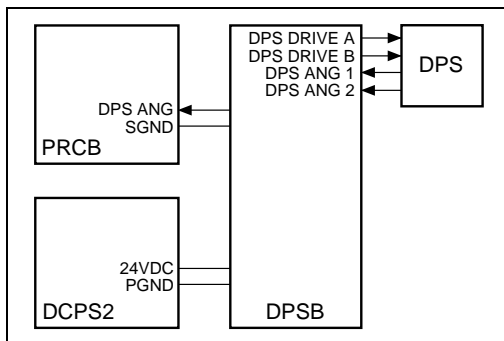 DPS DRIVE A
DPS DRIVE B
DPS ANG 1
DPS ANG 2
DPS
DPS ANG
SGND
PRCB
24VDC
PGND
DCPS2
DPSB